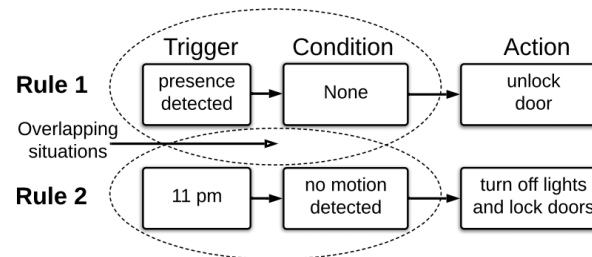 Trigger
Condition
Action
Rule 1
presence
detected
None
unlock
door
Overlapping
situations
Rule 2
11 pm
no motion
detected
turn off lights
and lock doors